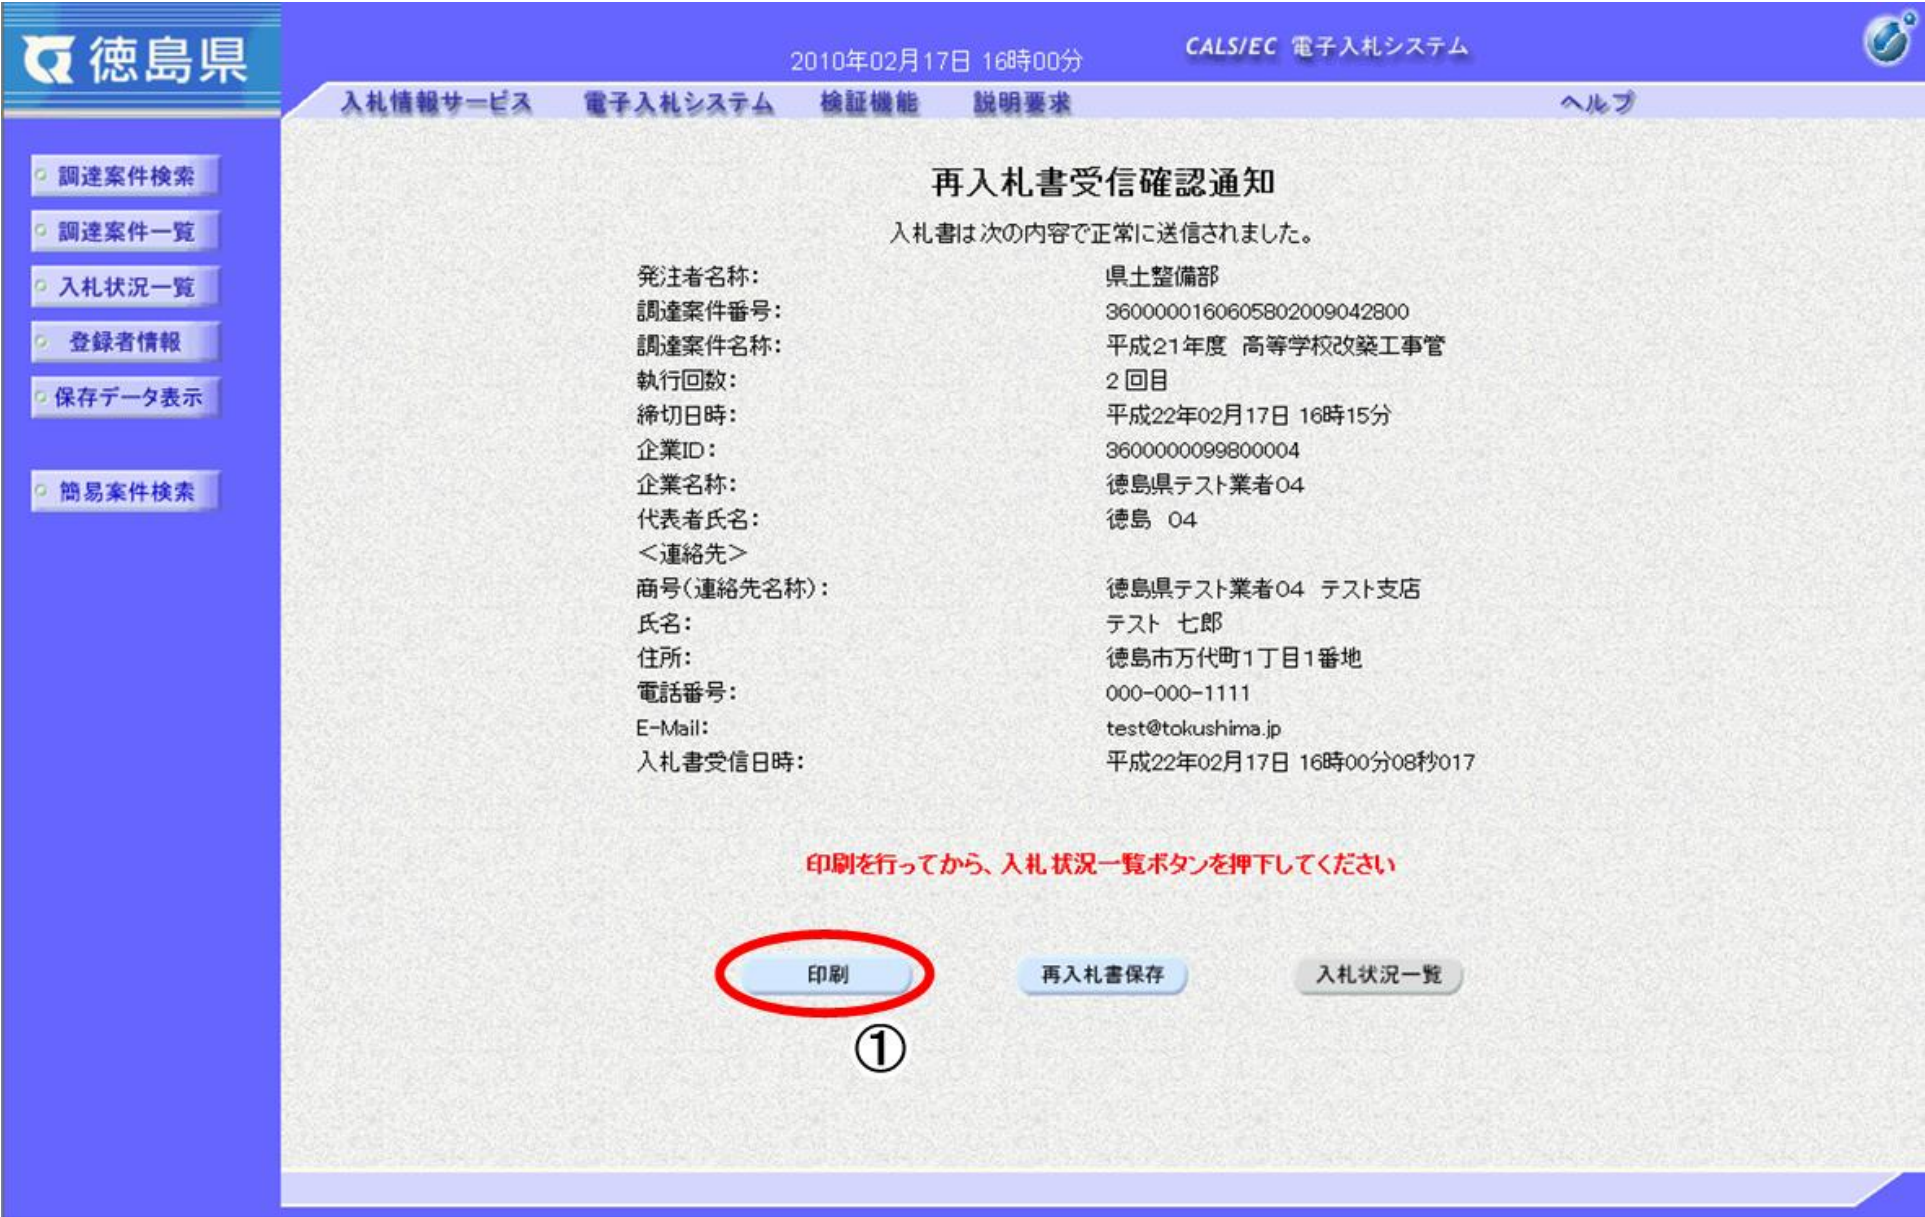 徳島県
2010年02月17日 16時00分
CALS/EC 電子入札システム
入札情報サービス 電子入札システム 検証機能 説明要求 ヘルプ
調達案件検索
調達案件一覧
入札状況一覧
登録者情報
保存データ表示
簡易案件検索
再入札書受信確認通知
入札書は次の内容で正常に送信されました。
発注者名称： 県土整備部
調達案件番号： 3600000160605802009042800
調達案件名称： 平成21年度 高等学校改築工事管
執行回数： 2回目
締切日時： 平成22年02月17日 16時15分
企業ID： 3600000099800004
企業名称： 徳島県テスト業者04
代表者氏名： 徳島 04
＜連絡先＞
商号(連絡先名称)： 徳島県テスト業者04 テスト支店
氏名： テスト 七郎
住所： 徳島市万代町1丁目1番地
電話番号： 000-000-1111
E-Mail： test@tokushima.jp
入札書受信日時： 平成22年02月17日 16時00分08秒017
印刷を行ってから、入札状況一覧ボタンを押下してください
印刷 再入札書保存 入札状況一覧
①